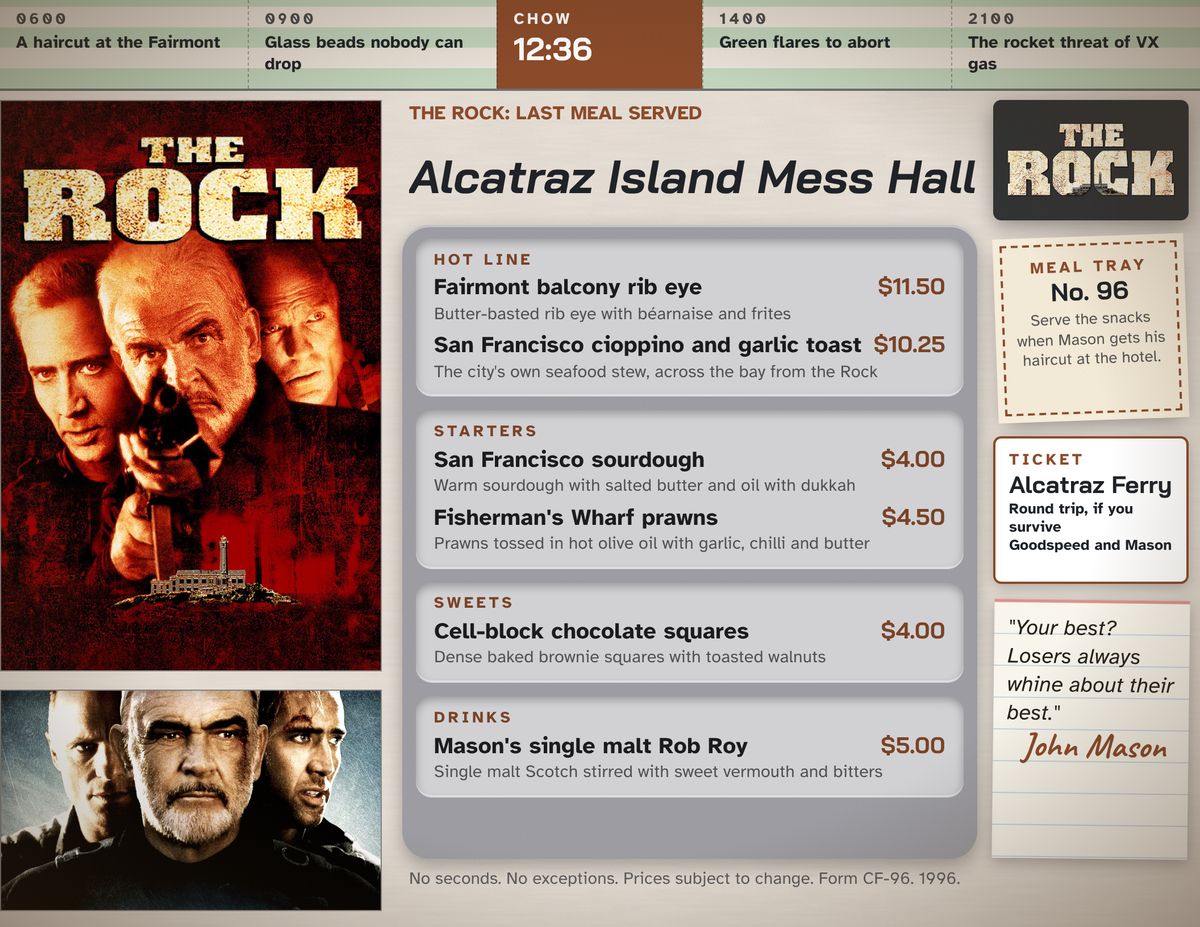 0600
A haircut at the Fairmont
0900
Glass beads nobody can
drop
CHOW
12:36
1400
Green flares to abort
2100
The rocket threat of VX
gas
THE
ROCK
THE ROCK: LAST MEAL SERVED
Alcatraz Island Mess Hall
HOT LINE
Fairmont balcony rib eye $11.50
Butter-basted rib eye with béarnaise and frites
San Francisco cioppino and garlic toast $10.25
The city's own seafood stew, across the bay from the Rock
STARTERS
San Francisco sourdough $4.00
Warm sourdough with salted butter and oil with dukkah
Fisherman's Wharf prawns $4.50
Prawns tossed in hot olive oil with garlic, chilli and butter
SWEETS
Cell-block chocolate squares $4.00
Dense baked brownie squares with toasted walnuts
DRINKS
Mason's single malt Rob Roy $5.00
Single malt Scotch stirred with sweet vermouth and bitters
No seconds. No exceptions. Prices subject to change. Form CF-96. 1996.
THE
ROCK
MEAL TRAY
No. 96
Serve the snacks
when Mason gets his
haircut at the hotel.
TICKET
Alcatraz Ferry
Round trip, if you
survive
Goodspeed and Mason
"Your best?
Losers always
whine about their
best."
John Mason